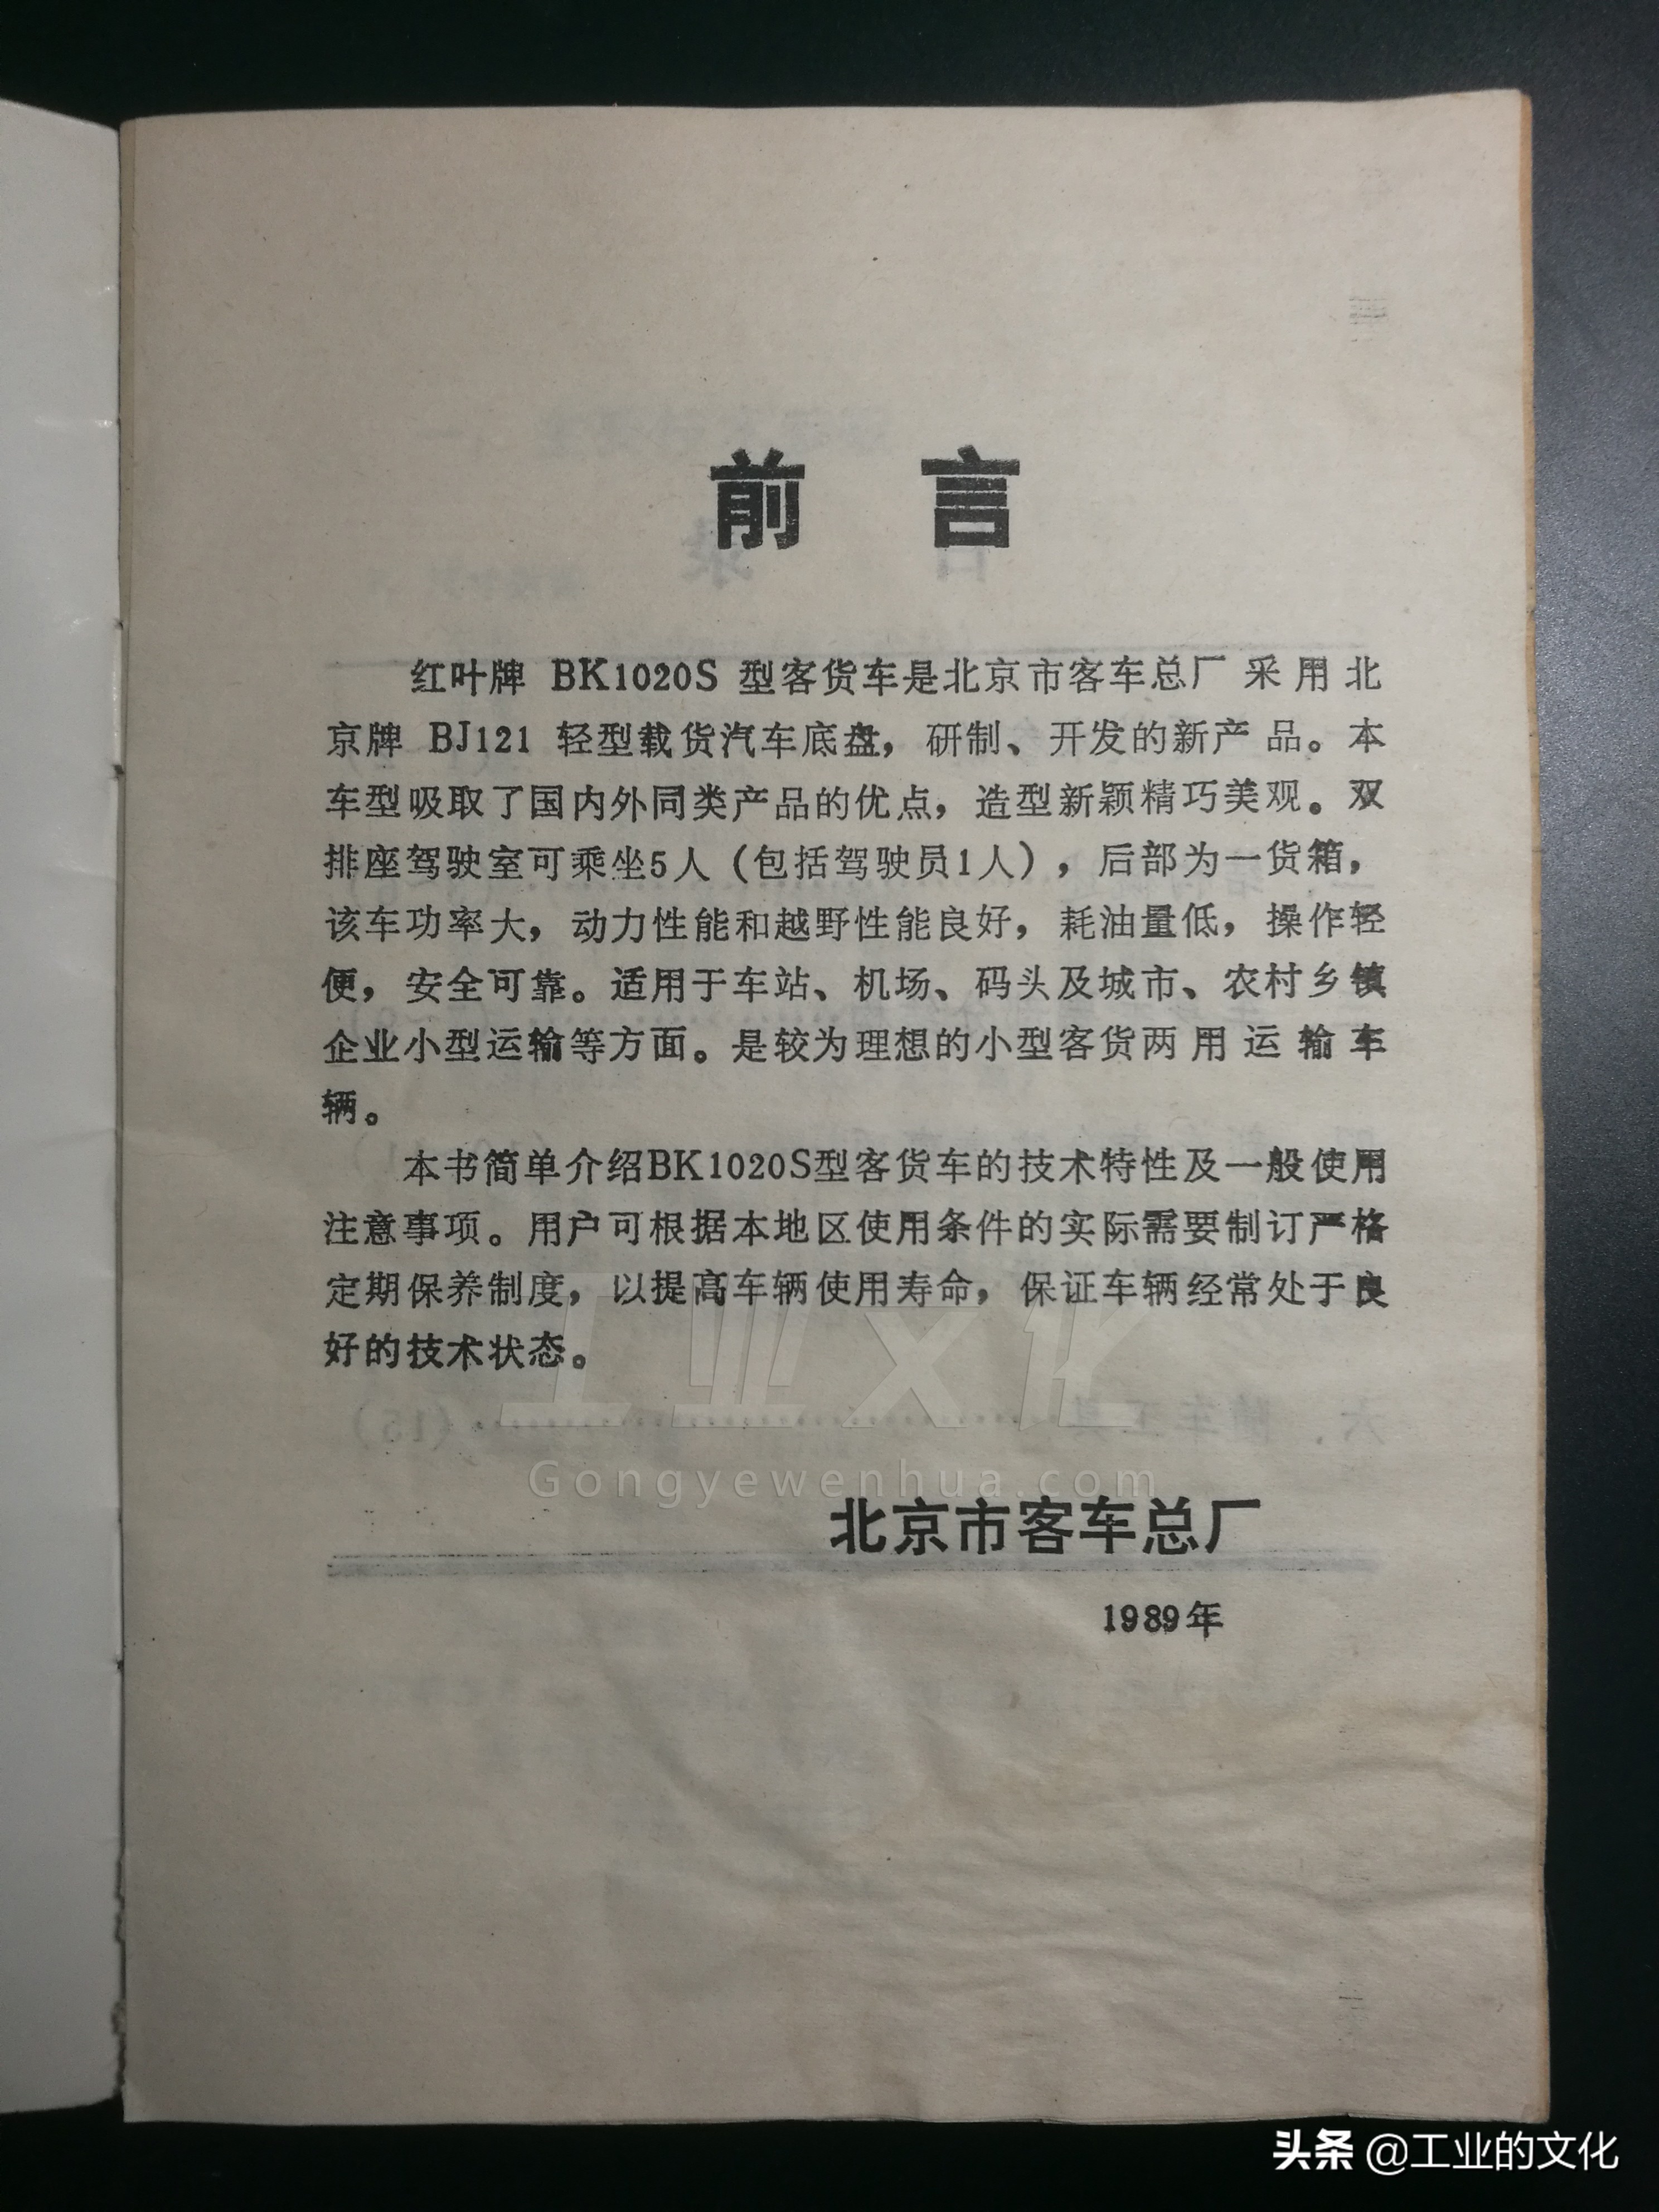 前言
红叶牌 BK1020S 型客货车是北京市客车总厂采用北
京牌 BJ121 轻型载货汽车底盘，研制、开发的新产品。本
车型吸取了国内外同类产品的优点，造型新颖精巧美观。双
排座驾驶室可乘坐5人（包括驾驶员1人），后部为一货箱，
该车功率大，动力性能和越野性能良好，耗油量低，操作轻
便，安全可靠。适用于车站、机场、码头及城市、农村乡镇
企业小型运输等方面。是较为理想的小型客货两用运输车
辆。
本书简单介绍BK1020S型客货车的技术特性及一般使用
注意事项。用户可根据本地区使用条件的实际需要制订严格
定期保养制度，以提高车辆使用寿命，保证车辆经常处于良
好的技术状态。
工业文化
Gongyewenhua.com
北京市客车总厂
1989年
头条 @工业的文化